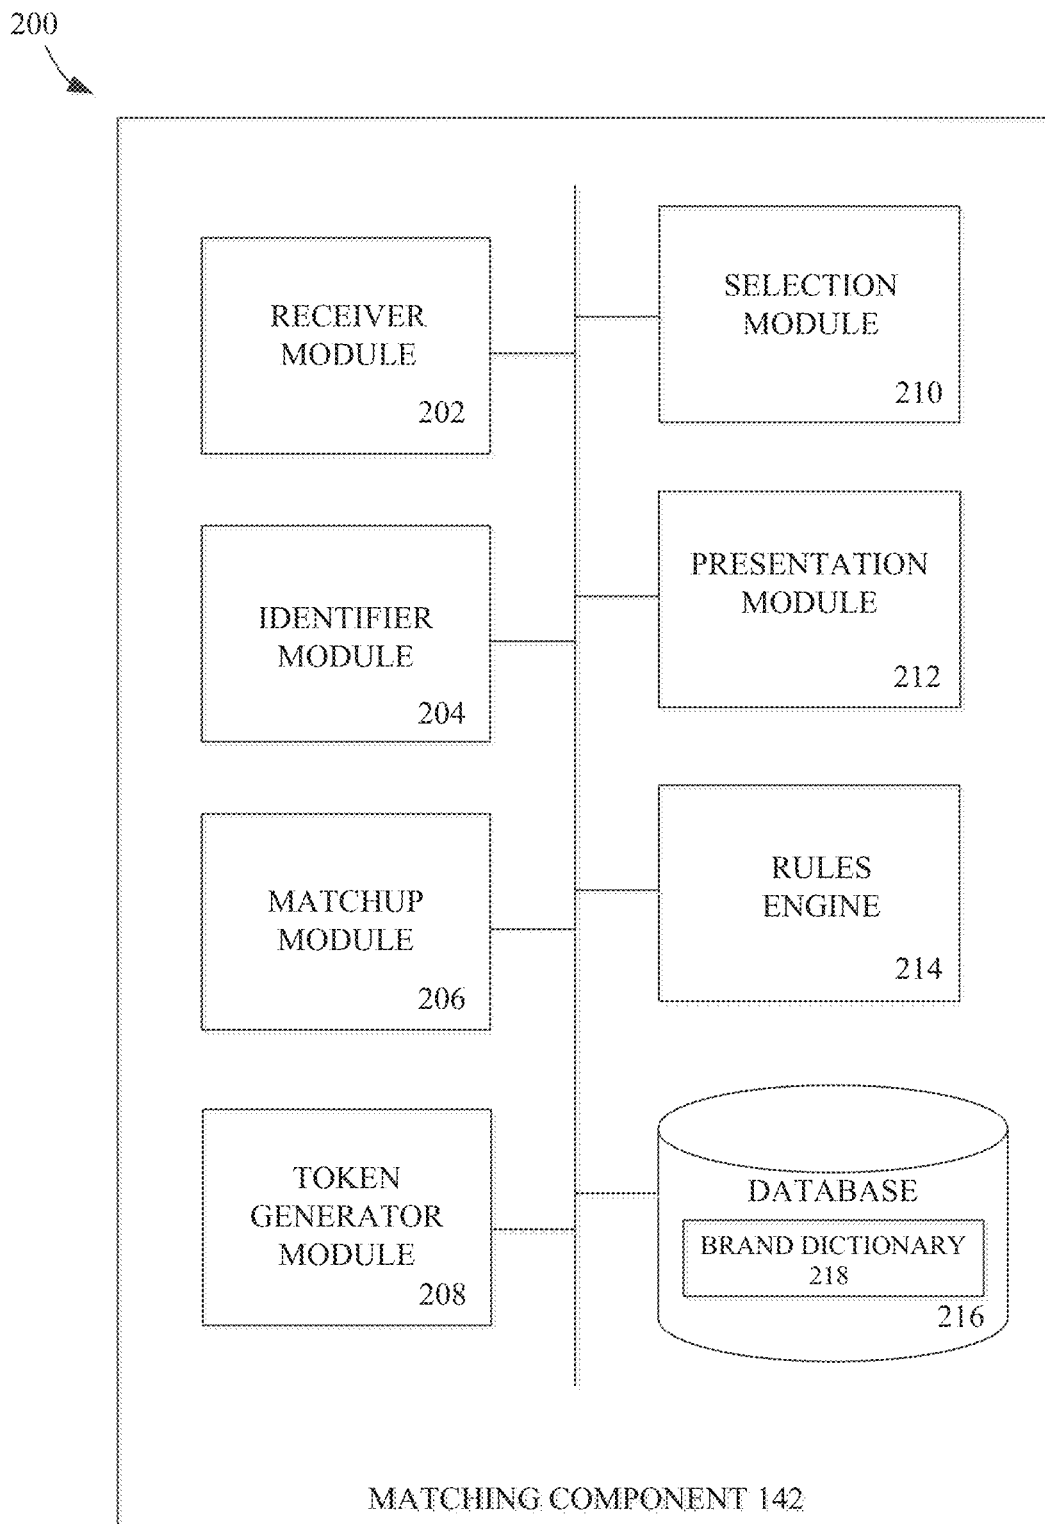 200
RECEIVER
MODULE
202
SELECTION
MODULE
210
IDENTIFIER
MODULE
204
PRESENTATION
MODULE
212
MATCHUP
MODULE
206
RULES
ENGINE
214
TOKEN
GENERATOR
MODULE
208
DATABASE
BRAND DICTIONARY
218
216
MATCHING COMPONENT 142